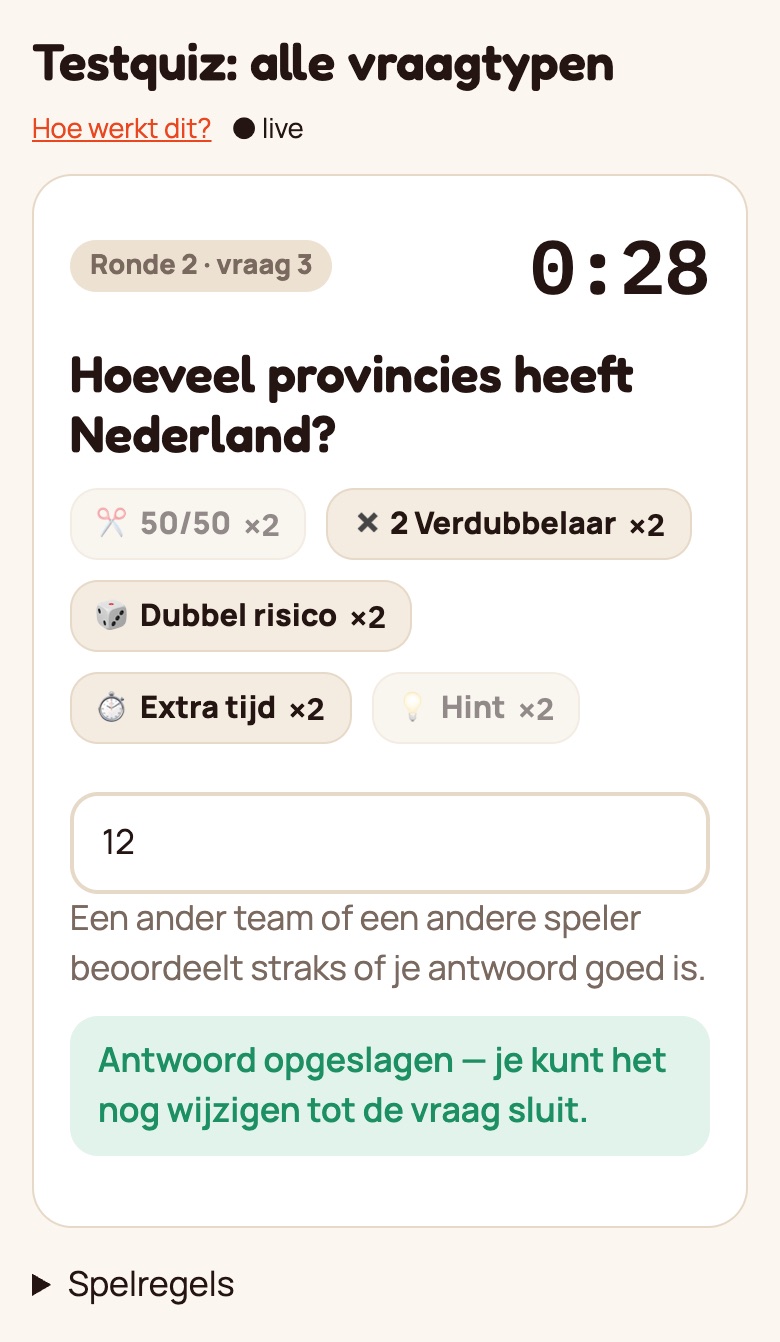 Testquiz: alle vraagtypen
Hoe werkt dit? ● live
Ronde 2 · vraag 3
0:28
Hoeveel provincies heeft
Nederland?
✂️ 50/50 ×2
✖️ 2 Verdubbelaar ×2
🎲 Dubbel risico ×2
⏱️ Extra tijd ×2
💡 Hint ×2
12
Een ander team of een andere speler
beoordeelt straks of je antwoord goed is.
Antwoord opgeslagen — je kunt het
nog wijzigen tot de vraag sluit.
▶ Spelregels